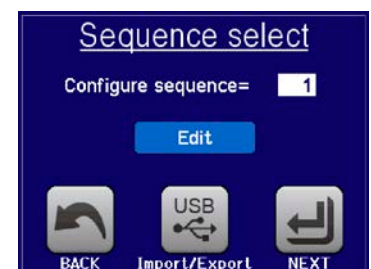 Sequence select
Configure sequence= 1
Edit
USB
BACK Import/Export NEXT